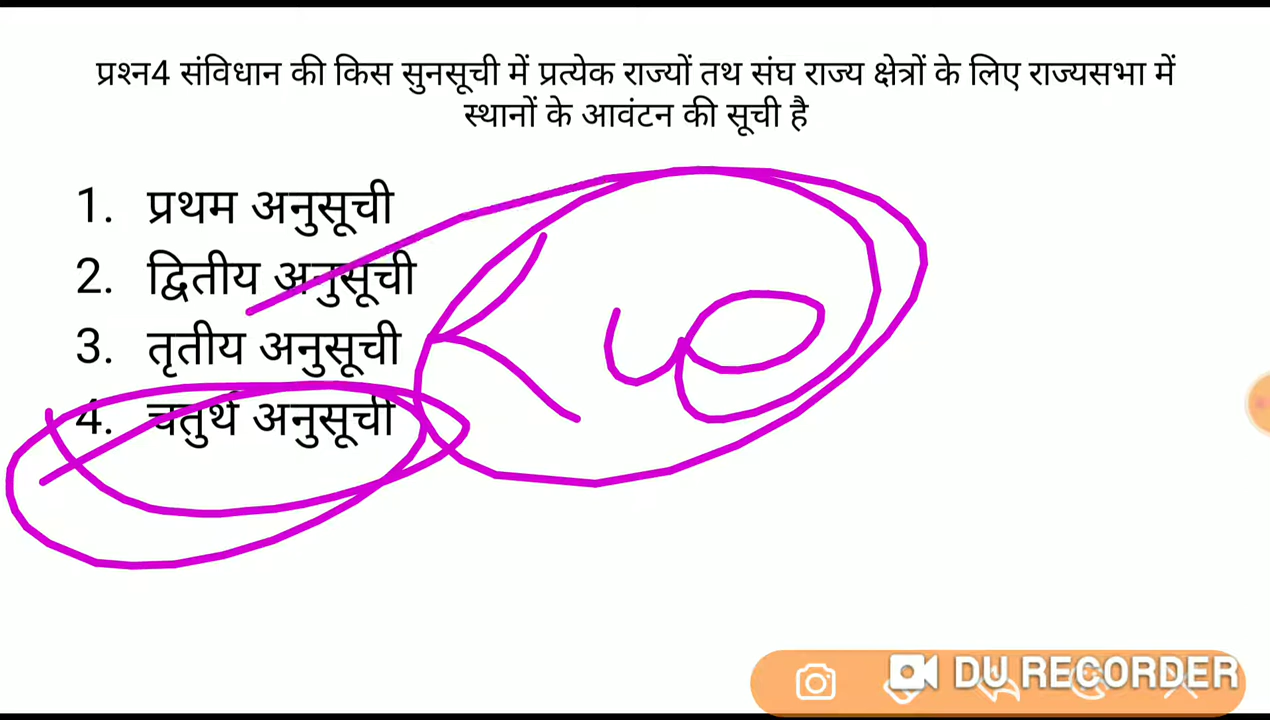 प्रश्न4 संविधान की किस सुनसूची में प्रत्येक राज्यों तथ संघ राज्य क्षेत्रों के लिए राज्यसभा में
स्थानों के आवंटन की सूची है
1. प्रथम अनुसूची
2. द्वितीय अनुसूची
3. तृतीय अनुसूची
4. चतुर्थ अनुसूची
DU RECORDER